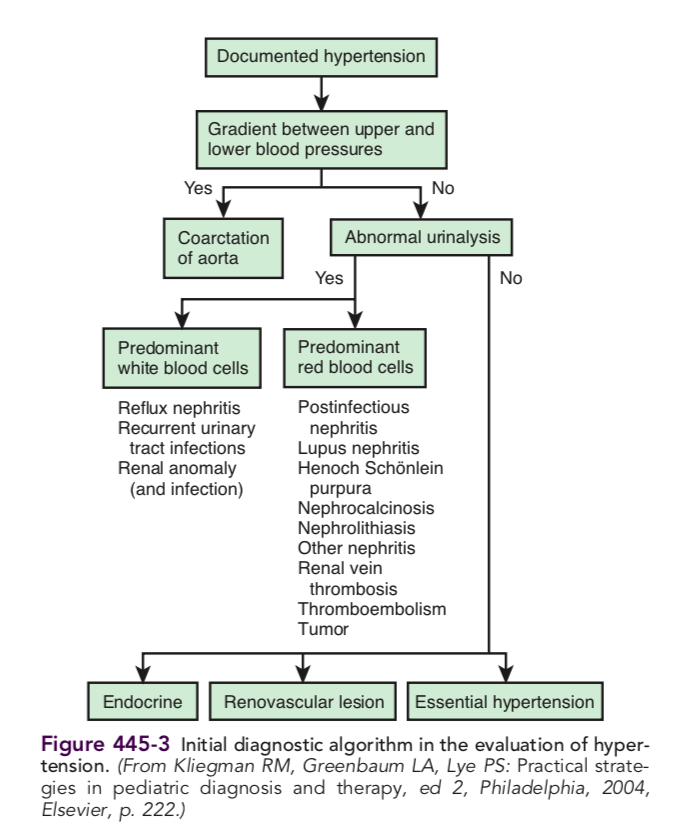 Documented hypertension
Gradient between upper and
lower blood pressures
Yes
No
Coarctation
of aorta
Abnormal urinalysis
Yes
No
Predominant
white blood cells
Predominant
red blood cells
Reflux nephritis
Recurrent urinary
tract infections
Renal anomaly
(and infection)
Postinfectious
nephritis
Lupus nephritis
Henoch Schönlein
purpura
Nephrocalcinosis
Nephrolithiasis
Other nephritis
Renal vein
thrombosis
Thromboembolism
Tumor
Endocrine
Renovascular lesion
Essential hypertension
Figure 445-3 Initial diagnostic algorithm in the evaluation of hyper-
tension. (From Kliegman RM, Greenbaum LA, Lye PS: Practical strate-
gies in pediatric diagnosis and therapy, ed 2, Philadelphia, 2004,
Elsevier, p. 222.)